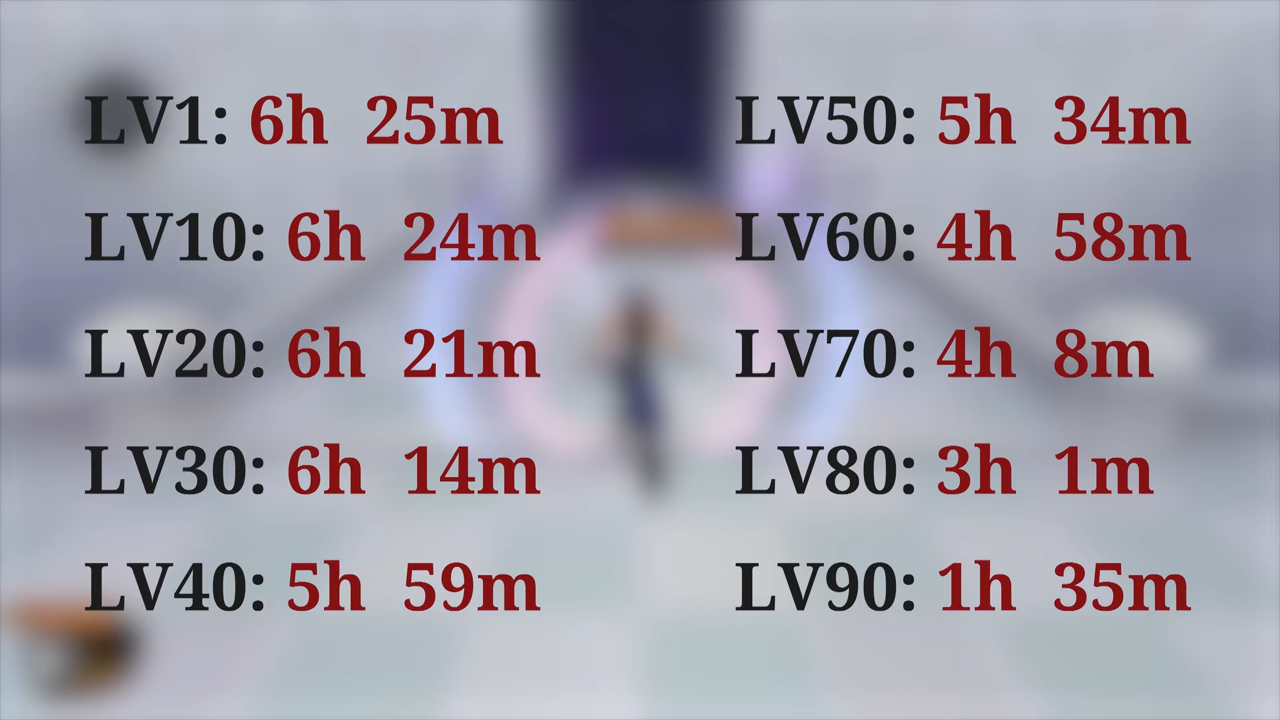 LV1: 6h 25m
LV10: 6h 24m
LV20: 6h 21m
LV30: 6h 14m
LV40: 5h 59m
LV50: 5h 34m
LV60: 4h 58m
LV70: 4h 8m
LV80: 3h 1m
LV90: 1h 35m